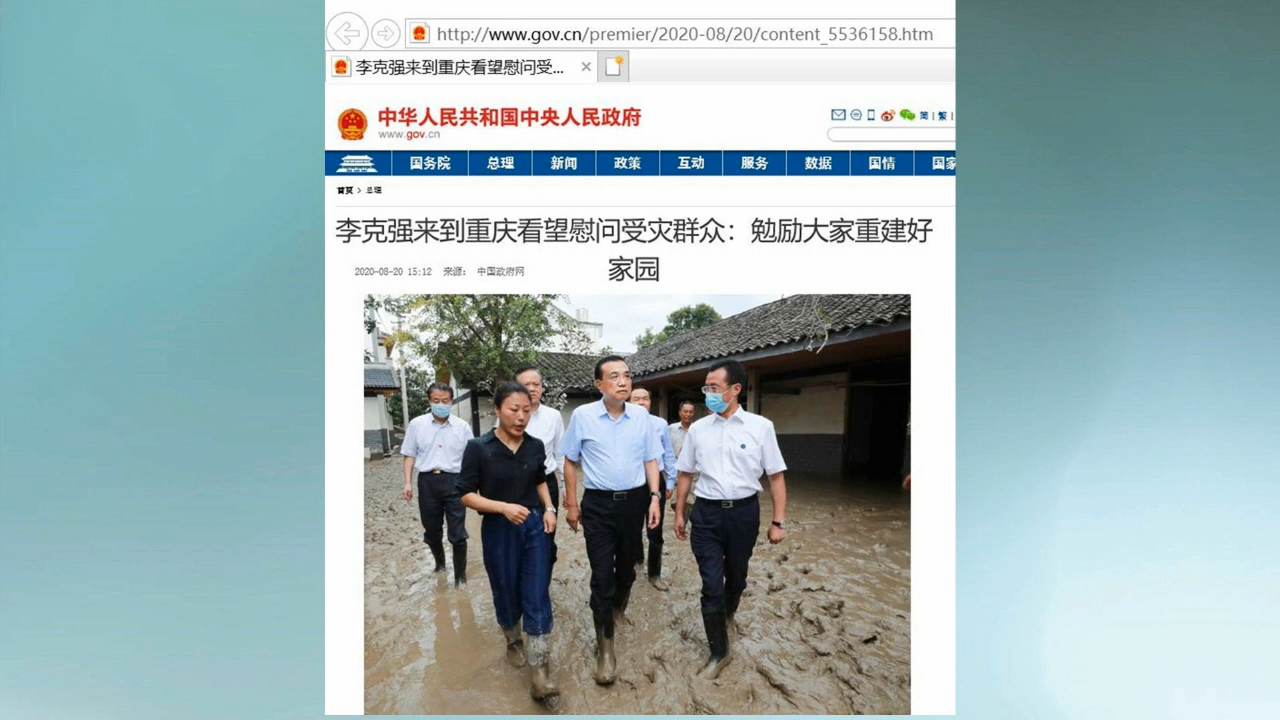 http://www.gov.cn/premier/2020-08/20/content_5536158.htm
李克强来到重庆看望慰问受...
中华人民共和国中央人民政府
www.gov.cn
简 | 繁 |
国务院 总理 新闻 政策 互动 服务 数据 国情 国家
首页 > 总理
李克强来到重庆看望慰问受灾群众：勉励大家重建好
家园
2020-08-20 15:12 来源： 中国政府网